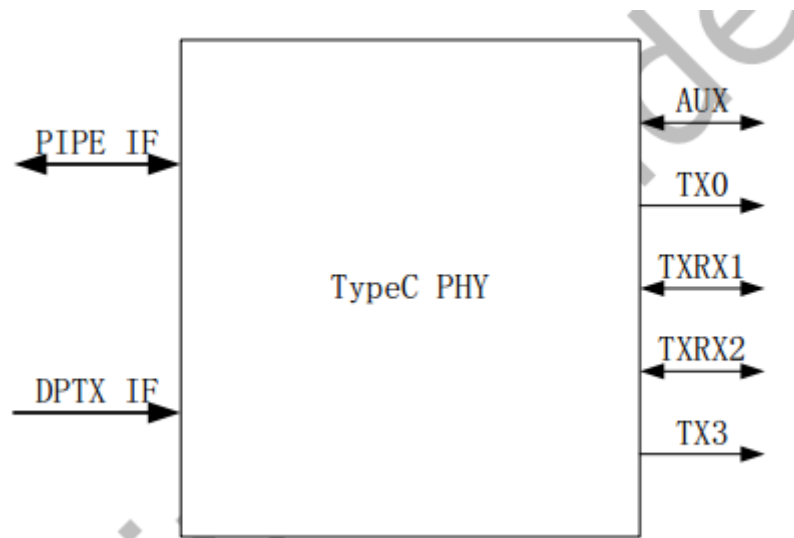 PIPE IF
DPTX IF
TypeC PHY
AUX
TX0
TXRX1
TXRX2
TX3